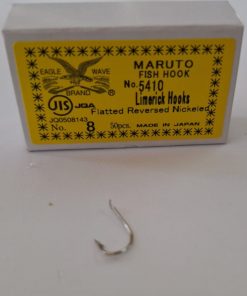 EAGLE WAVE
BRAND
JIS JQA
JQ0508143
MARUTO
FISH HOOK
No. 5410
Limerick Hooks
Flatted Reversed Nickeled
No. 8 50pcs. MADE IN JAPAN